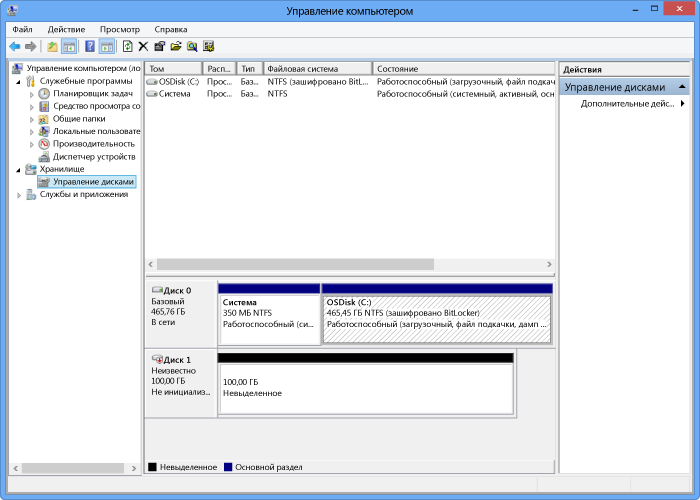 Управление компьютером
Файл Действие Просмотр Справка
Управление компьютером (ло
Служебные программы
Планировщик задач
Средство просмотра со
Общие папки
Локальные пользовате
Производительность
Диспетчер устройств
Хранилище
Управление дисками
Службы и приложения
Том Расп... Тип Файловая система Состояние
OSDisk (C:) Прос... Баз... NTFS (зашифровано BitL... Работоспособный (загрузочный, файл подкач
Система Прос... Баз... NTFS Работоспособный (системный, активный, осн
Действия
Управление дисками
Дополнительные дейс...
Диск 0
Базовый
465,76 ГБ
В сети
Система
350 МБ NTFS
Работоспособный (си...
OSDisk (C:)
465,45 ГБ NTFS (зашифровано BitLocker)
Работоспособный (загрузочный, файл подкачки, дамп ...
Диск 1
Неизвестно
100,00 ГБ
Не инициализ...
100,00 ГБ
Невыделенное
Невыделенное Основной раздел